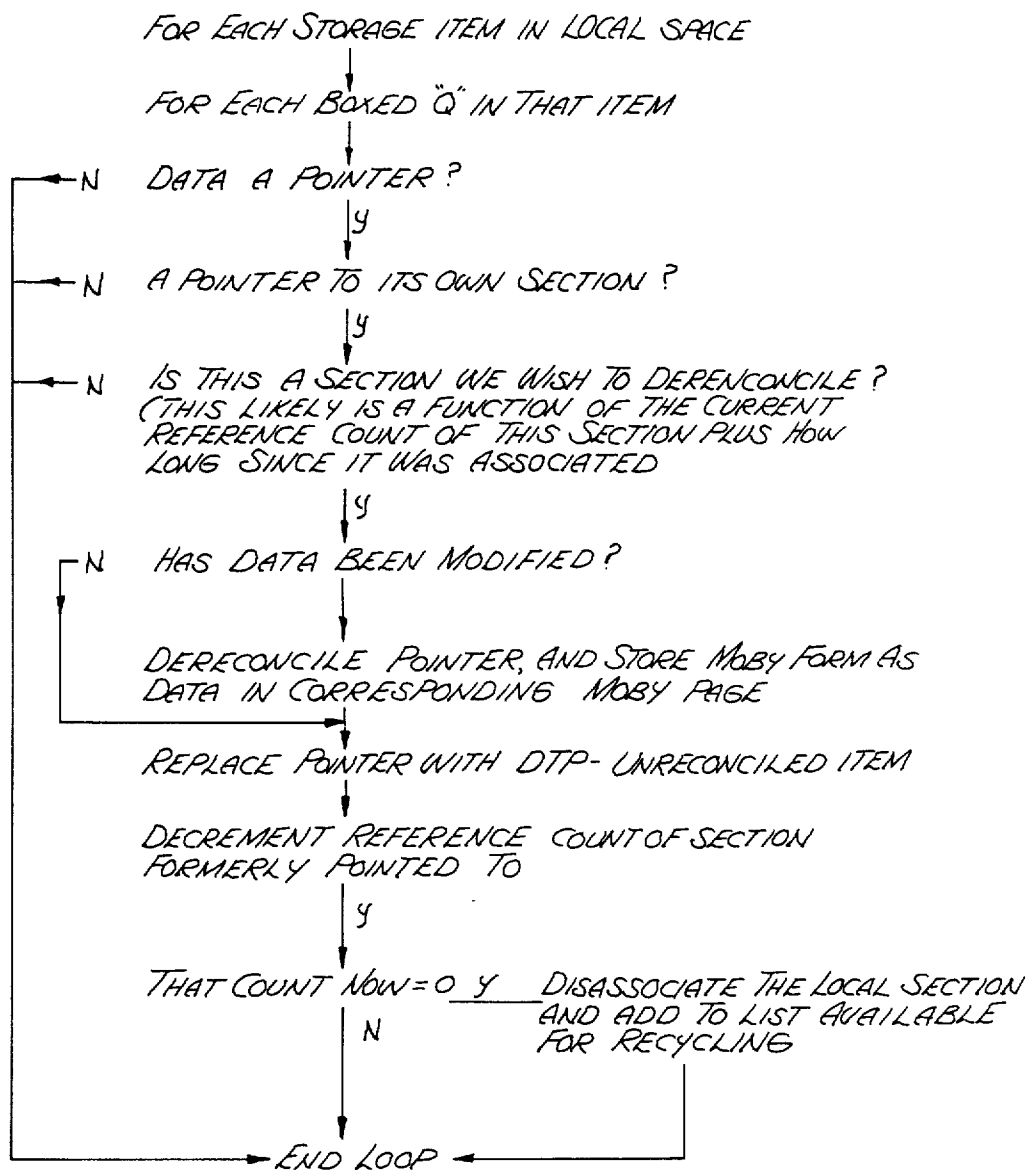 FOR EACH STORAGE ITEM IN LOCAL SPACE
FOR EACH BOXED "Q" IN THAT ITEM
N DATA A POINTER?
Y
N A POINTER TO ITS OWN SECTION?
Y
N IS THIS A SECTION WE WISH TO DERENCONCILE?
(THIS LIKELY IS A FUNCTION OF THE CURRENT
REFERENCE COUNT OF THIS SECTION PLUS HOW
LONG SINCE IT WAS ASSOCIATED
Y
N HAS DATA BEEN MODIFIED?
DERECONCILE POINTER, AND STORE MOBY FORM AS
DATA IN CORRESPONDING MOBY PAGE
REPLACE POINTER WITH DTP-UNRECONCILED ITEM
DECREMENT REFERENCE COUNT OF SECTION
FORMERLY POINTED TO
Y
THAT COUNT NOW=0 Y DISASSOCIATE THE LOCAL SECTION
AND ADD TO LIST AVAILABLE
FOR RECYCLING
N
END LOOP